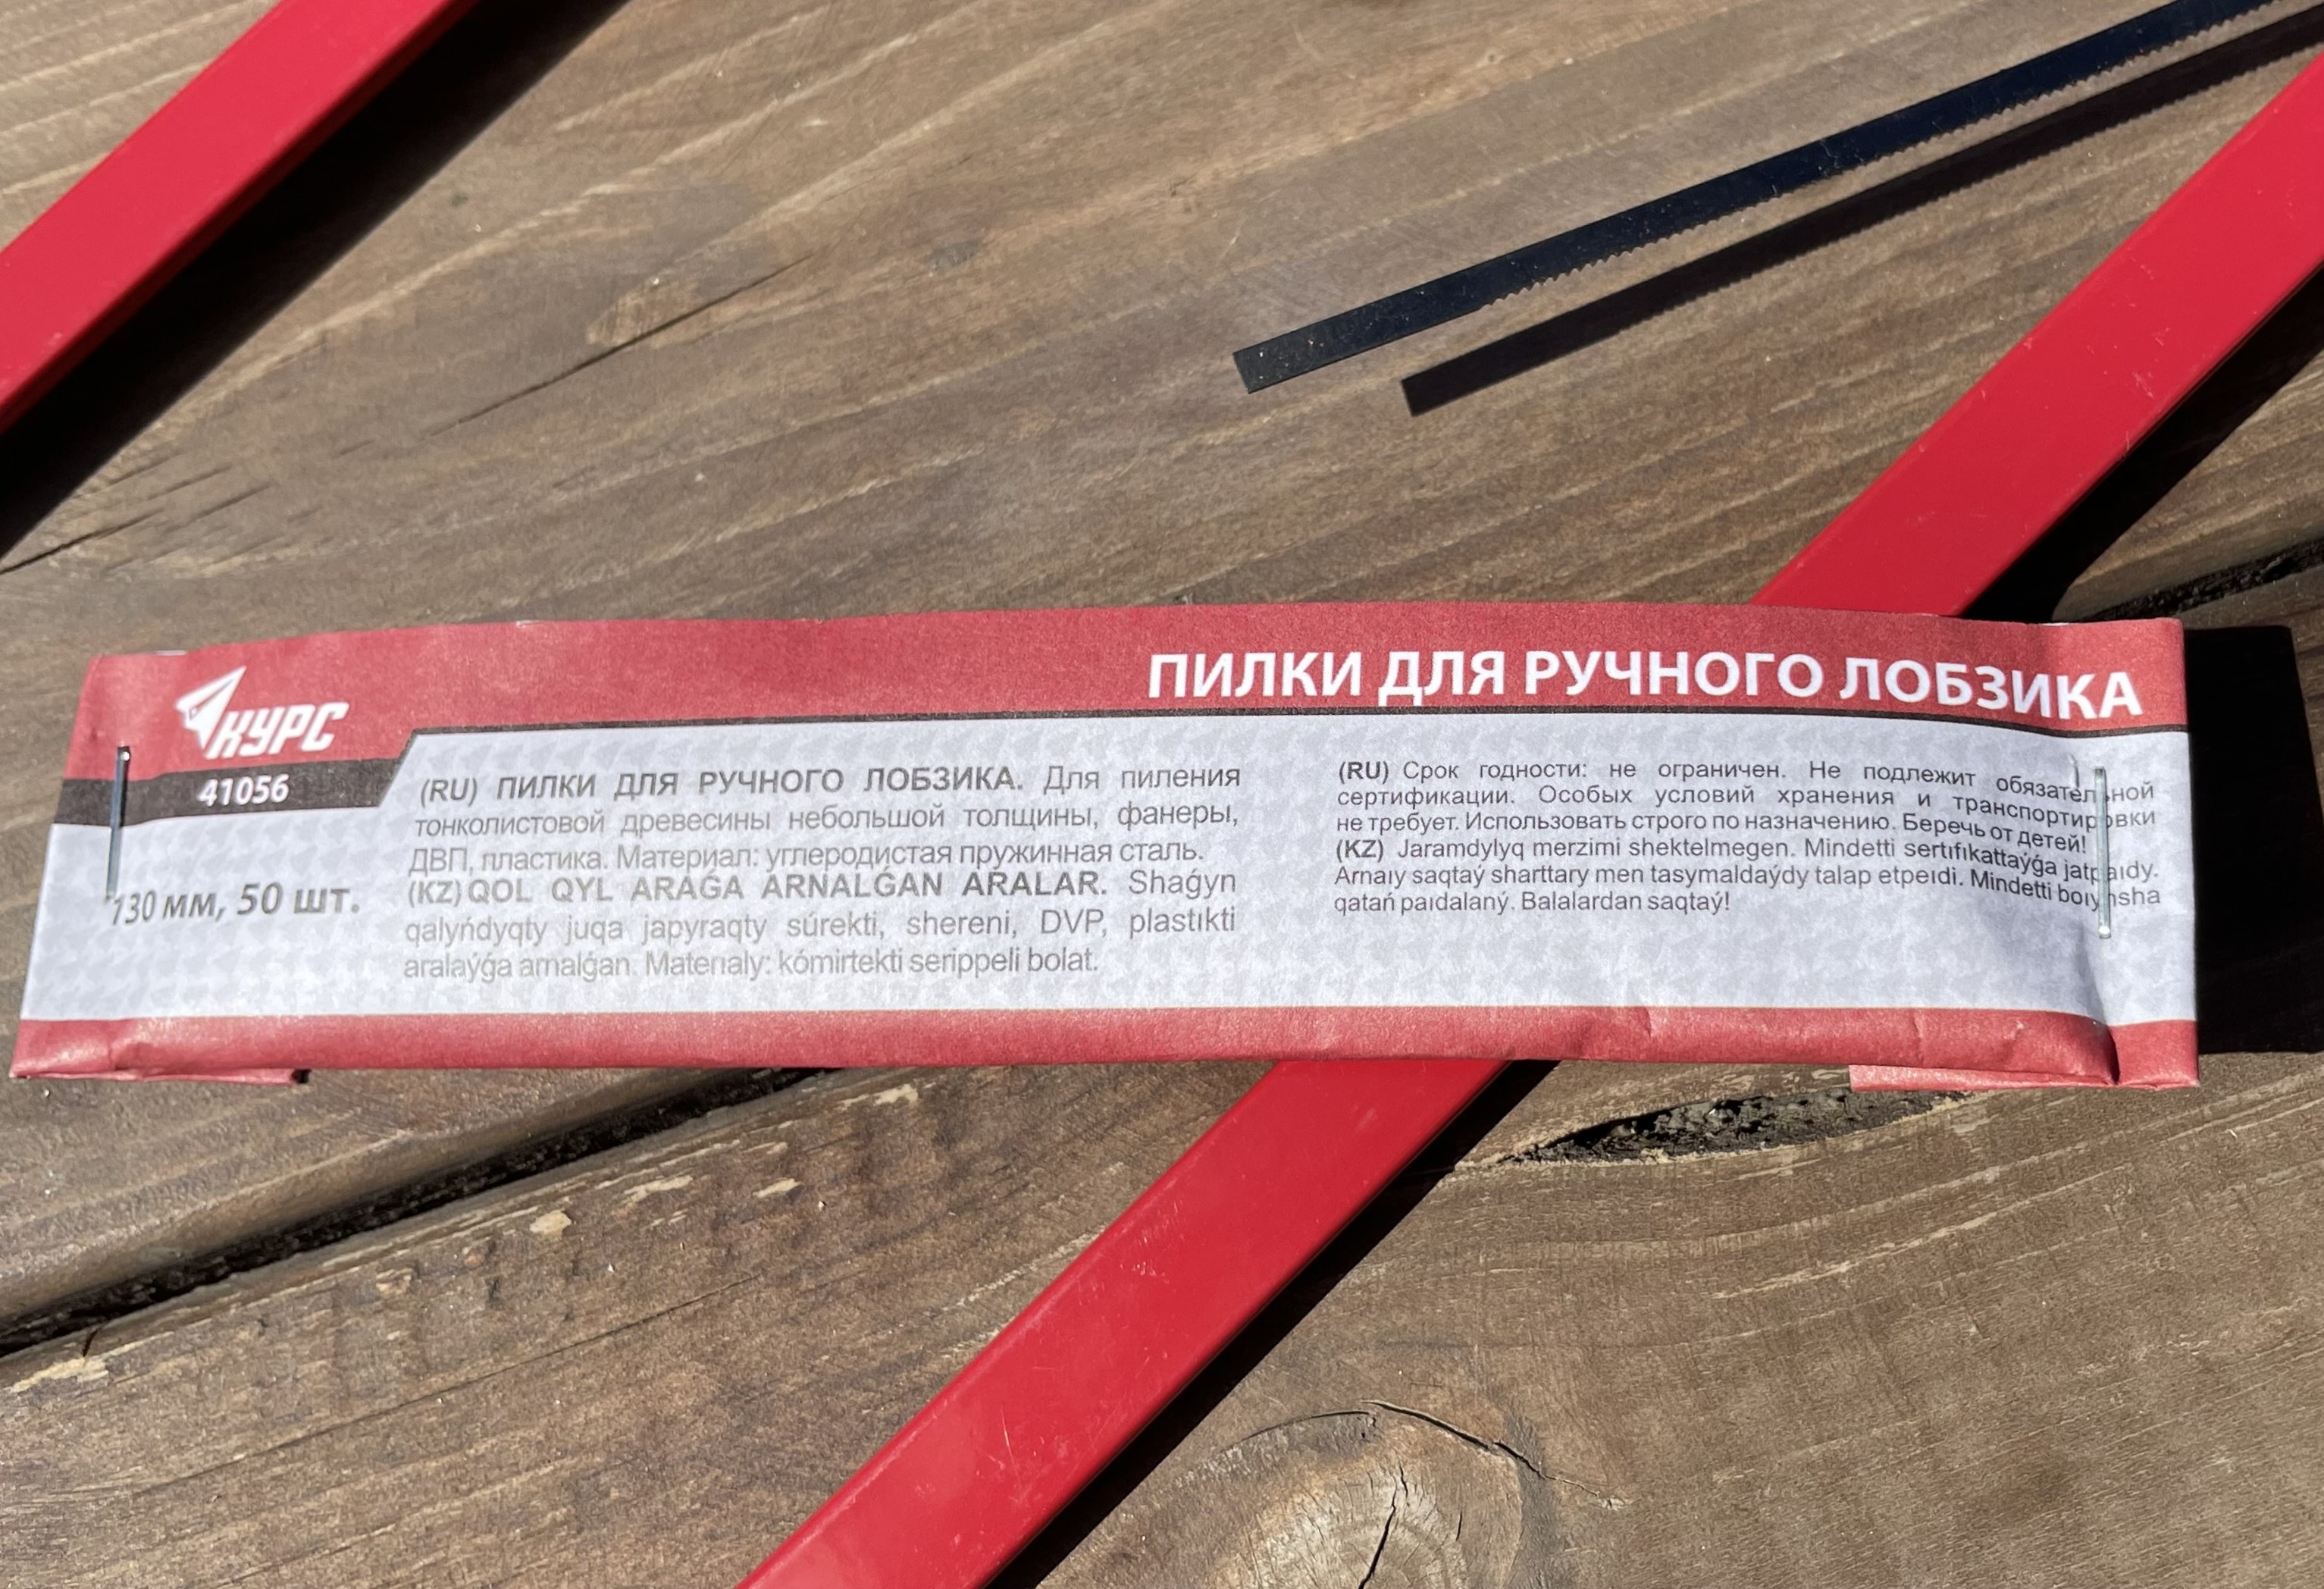 ПИЛКИ ДЛЯ РУЧНОГО ЛОБЗИКА
КУРС
41056
130 мм, 50 шт.
(RU) ПИЛКИ ДЛЯ РУЧНОГО ЛОБЗИКА. Для пиления
тонколистовой древесины небольшой толщины, фанеры,
ДВП, пластика. Материал: углеродистая пружинная сталь.
(KZ) QOL QYL ARAǴA ARNALǴAN ARALAR. Shaǵyn
qalyńdyqty juqa japyraqty súrekti, shereni, DVP, plastıktı
aralaýǵa arnalǵan. Materıaly: kómirtekti serippeli bolat.
(RU) Срок годности: не ограничен. Не подлежит обязательной
сертификации. Особых условий хранения и транспортировки
не требует. Использовать строго по назначению. Беречь от детей!
(KZ) Jaramdylyq merzimi shektelmegen. Mindetti sertıfıkattaýǵa jatpaıdy.
Arnaıy saqtaý sharttary men tasymaldaýdy talap etpeıdi. Mindetti boıynsha
qatań paıdalaný. Balalardan saqtaý!